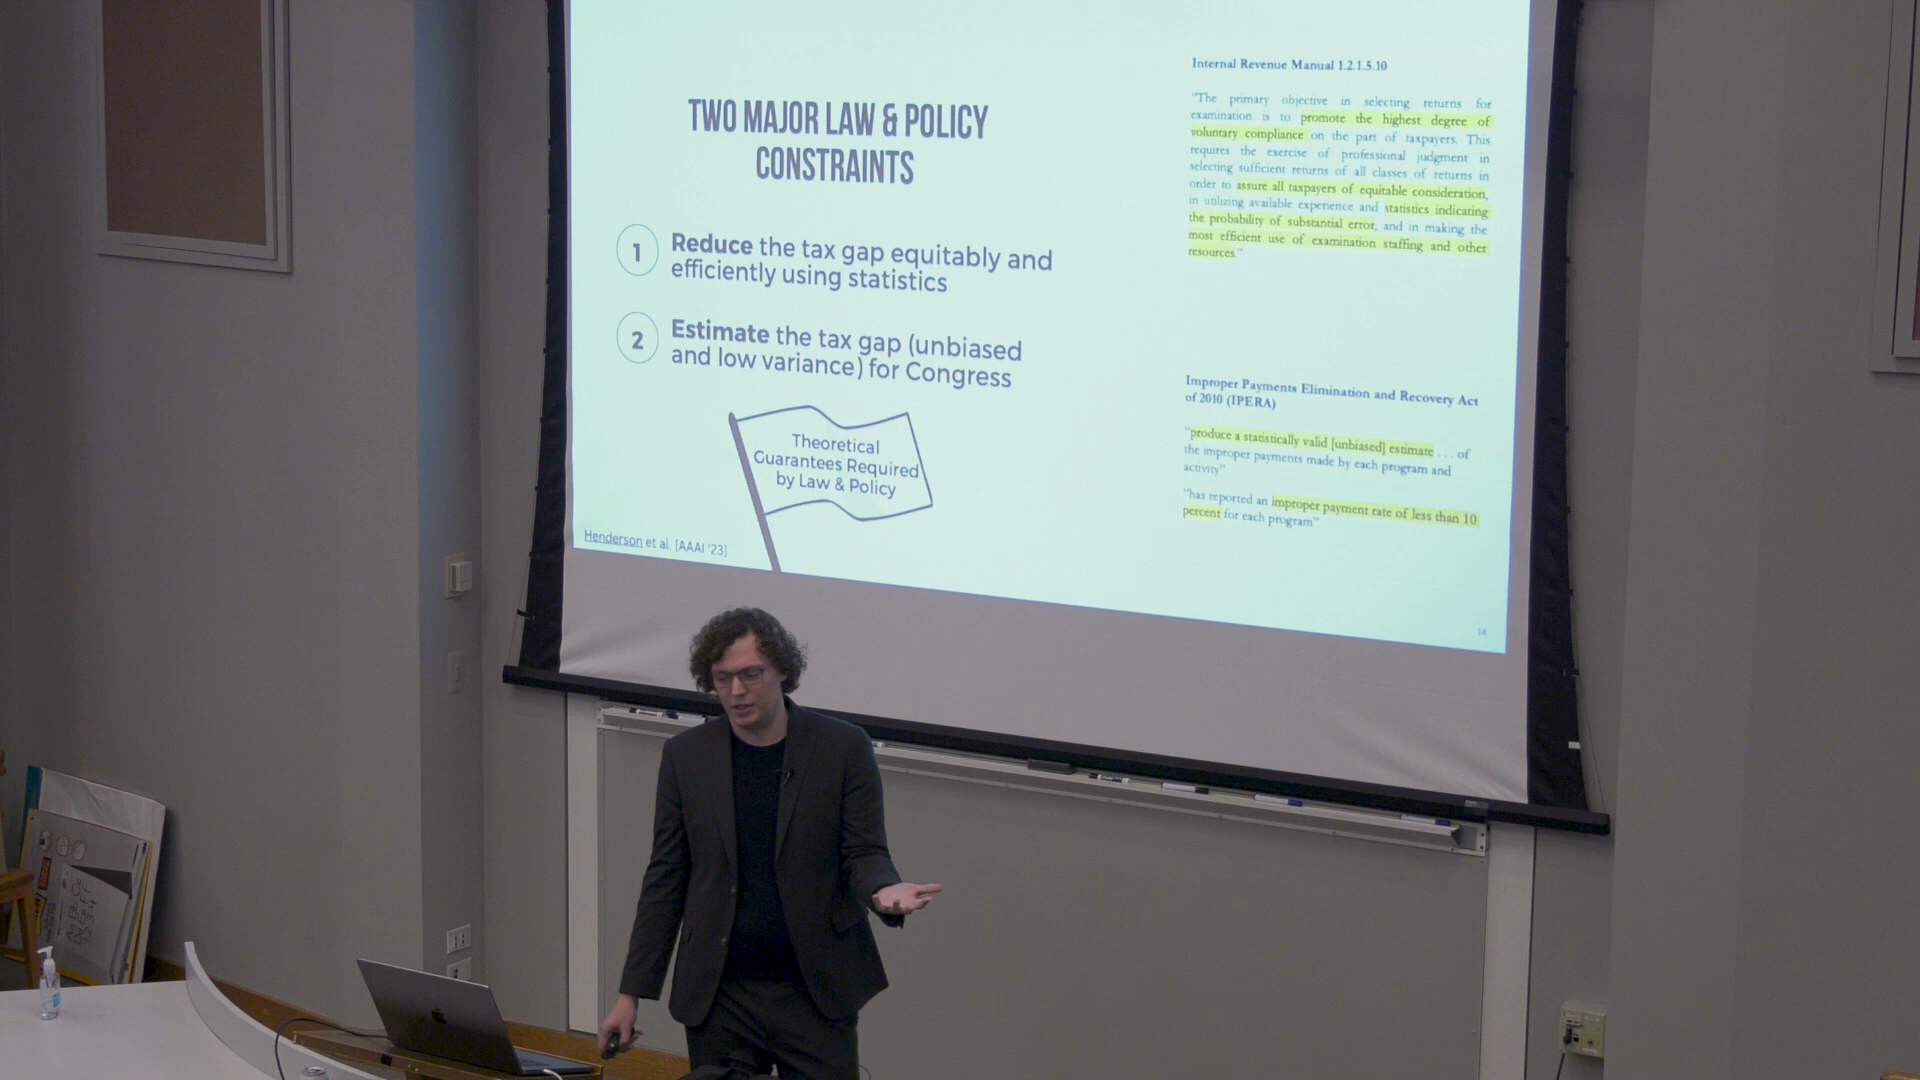 TWO MAJOR LAW & POLICY
CONSTRAINTS
1
Reduce the tax gap equitably and
efficiently using statistics
2
Estimate the tax gap (unbiased
and low variance) for Congress
Theoretical
Guarantees Required
by Law & Policy
Henderson et al. [AAAI '23]
Internal Revenue Manual 1.2.1.5.10
"The primary objective in selecting returns for
examination is to promote the highest degree of
voluntary compliance on the part of taxpayers. This
requires the exercise of professional judgment in
selecting sufficient returns of all classes of returns in
order to assure all taxpayers of equitable consideration,
in utilizing available experience and statistics indicating
the probability of substantial error, and in making the
most efficient use of examination staffing and other
resources."
Improper Payments Elimination and Recovery Act
of 2010 (IPERA)
"produce a statistically valid [unbiased] estimate . . . of
the improper payments made by each program and
activity"
"has reported an improper payment rate of less than 10
percent for each program"
14